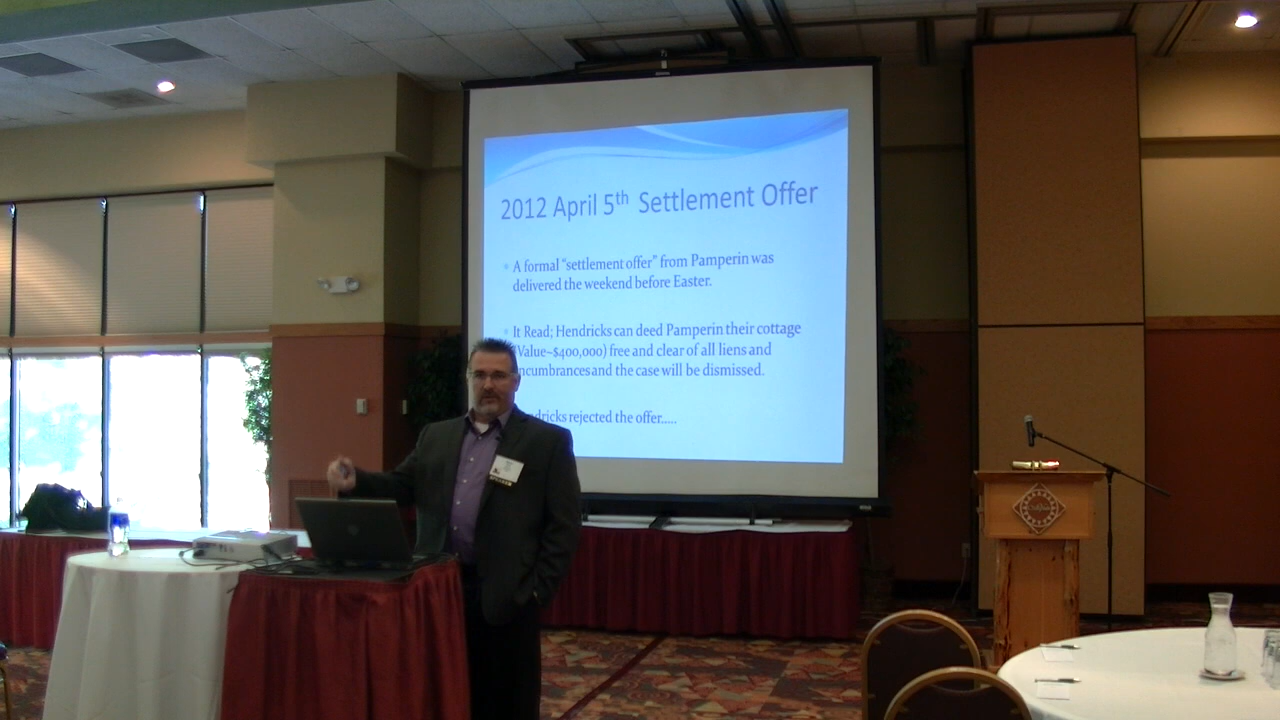 2012 April 5th Settlement Offer
A formal "settlement offer" from Pamperin was
delivered the weekend before Easter.
It Read; Hendricks can deed Pamperin their cottage
(Value~$400,000) free and clear of all liens and
incumbrances and the case will be dismissed.
dricks rejected the offer.....